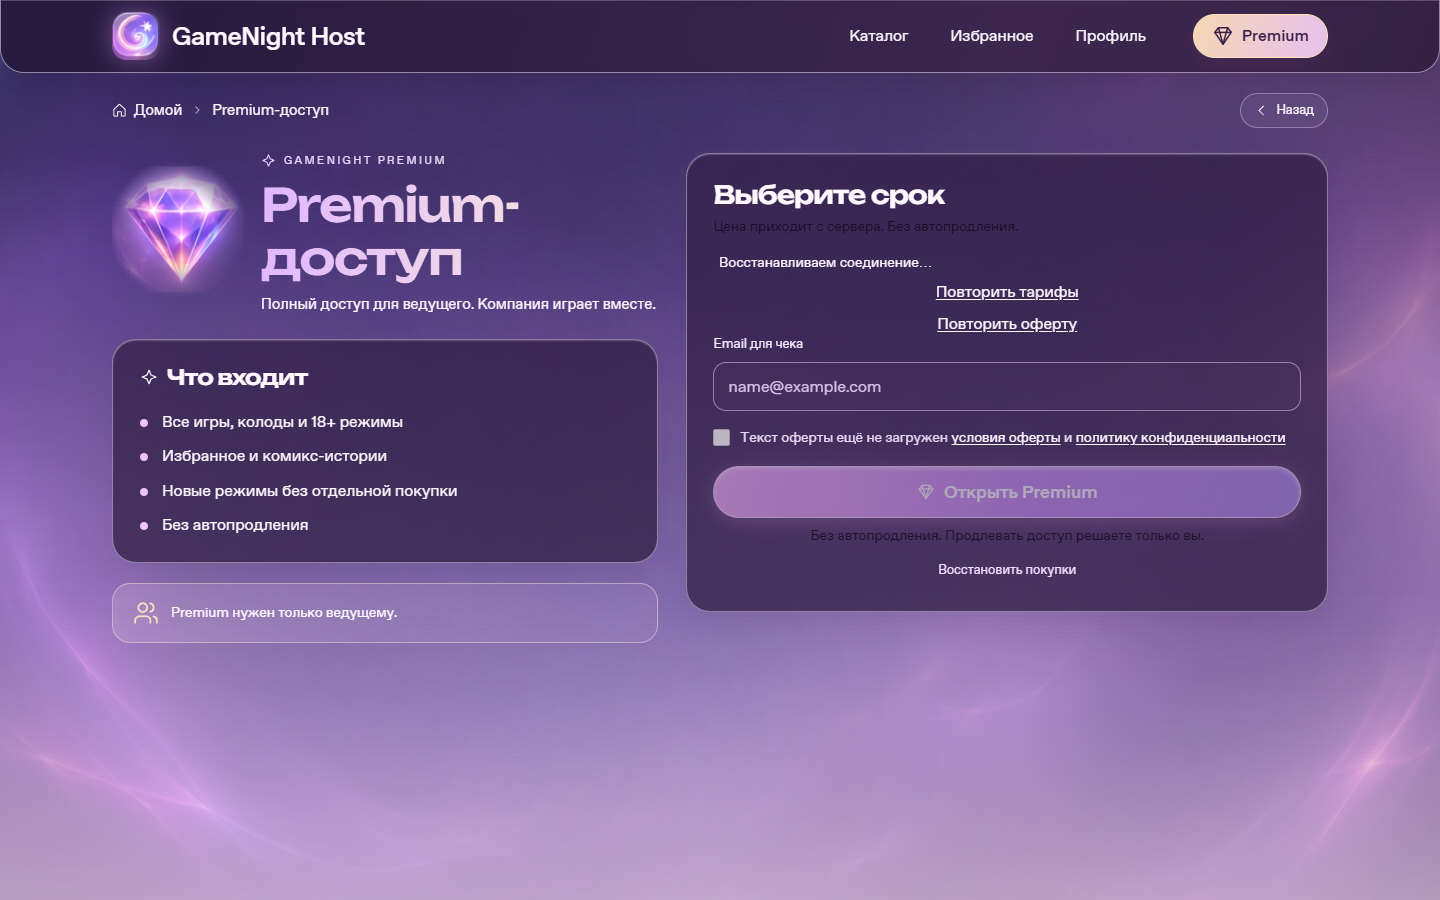 GameNight Host
Каталог
Избранное
Профиль
Premium
Домой
Premium-доступ
Назад
GAMENIGHT PREMIUM
Premium-
доступ
Полный доступ для ведущего. Компания играет вместе.
Что входит
Все игры, колоды и 18+ режимы
Избранное и комикс-истории
Новые режимы без отдельной покупки
Без автопродления
Premium нужен только ведущему.
Выберите срок
Цена приходит с сервера. Без автопродления.
Восстанавливаем соединение…
Повторить тарифы
Повторить оферту
Email для чека
name@example.com
Текст оферты ещё не загружен условия оферты и политику конфиденциальности
Открыть Premium
Без автопродления. Продлевать доступ решаете только вы.
Восстановить покупки